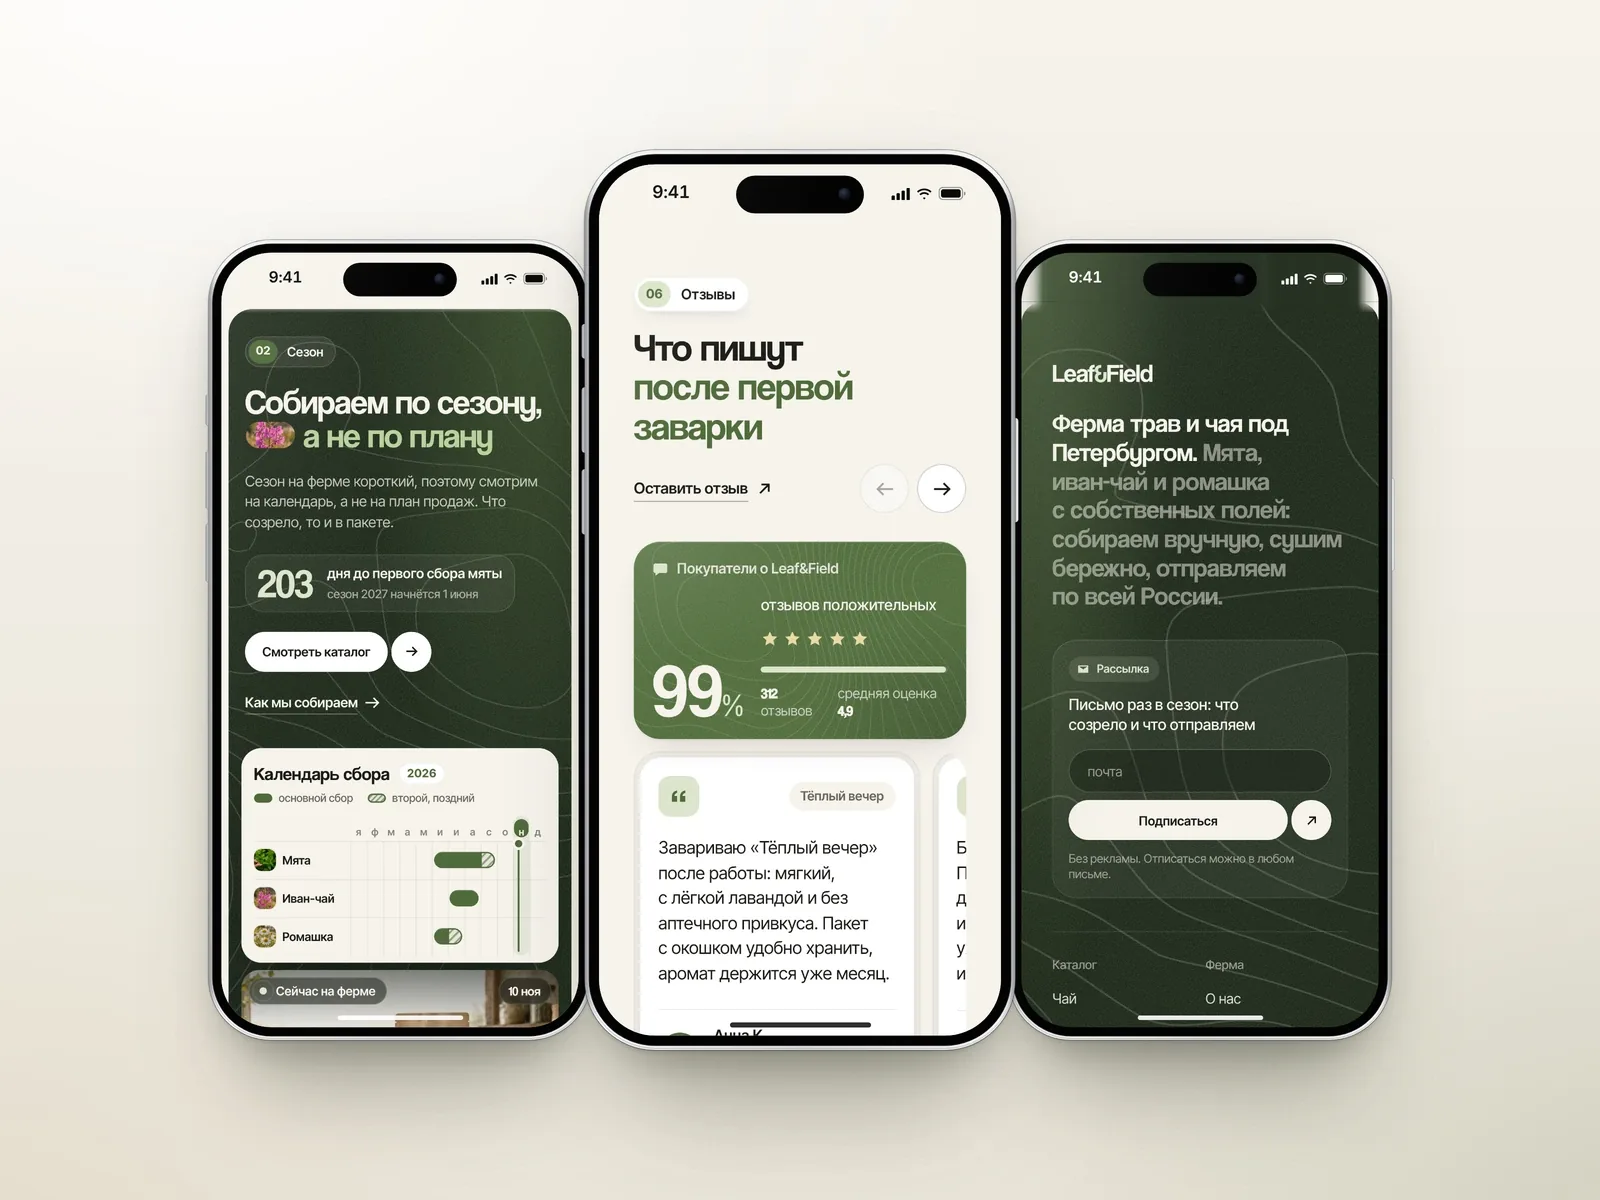 9:41
02 Сезон
Собираем по сезону,
а не по плану
Сезон на ферме короткий, поэтому смотрим
на календарь, а не на план продаж. Что
созрело, то и в пакете.
203
дня до первого сбора мяты
сезон 2027 начнётся 1 июня
Смотреть каталог
Как мы собираем
Календарь сбора 2026
основной сбор второй, поздний
я ф м а м и и а с о н д
Мята
Иван-чай
Ромашка
Сейчас на ферме 10 ноя
9:41
06 Отзывы
Что пишут
после первой
заварки
Оставить отзыв
Покупатели о Leaf&Field
отзывов положительных
99%
312
отзывов
средняя оценка
4,9
Тёплый вечер
Завариваю «Тёплый вечер»
после работы: мягкий,
с лёгкой лавандой и без
аптечного привкуса. Пакет
с окошком удобно хранить,
аромат держится уже месяц.
Анна К
Б
П
д
и
у
и
9:41
Leaf&Field
Ферма трав и чая под
Петербургом. Мята,
иван-чай и ромашка
с собственных полей:
собираем вручную, сушим
бережно, отправляем
по всей России.
Рассылка
Письмо раз в сезон: что
созрело и что отправляем
почта
Подписаться
Без рекламы. Отписаться можно в любом
письме.
Каталог Ферма
Чай О нас